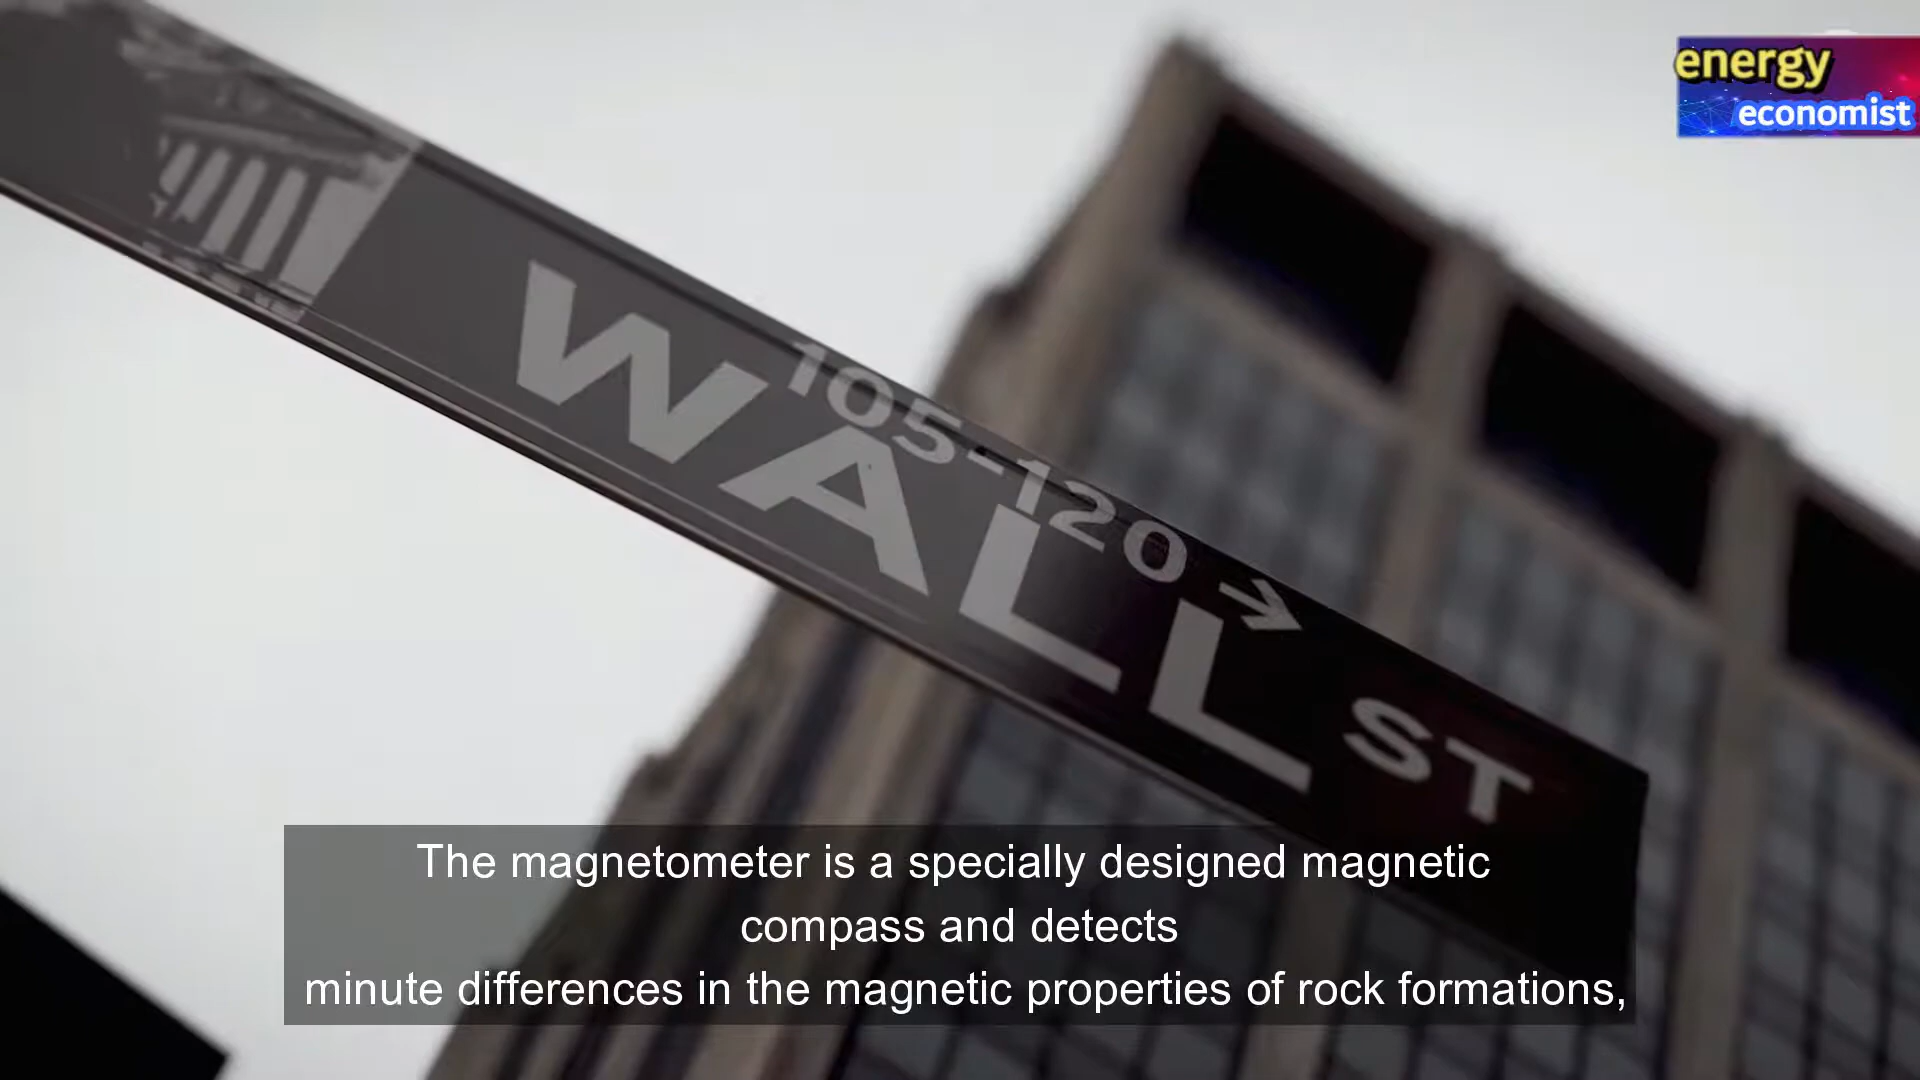 energy
economist
105-120 →
WALL ST
The magnetometer is a specially designed magnetic
compass and detects
minute differences in the magnetic properties of rock formations,